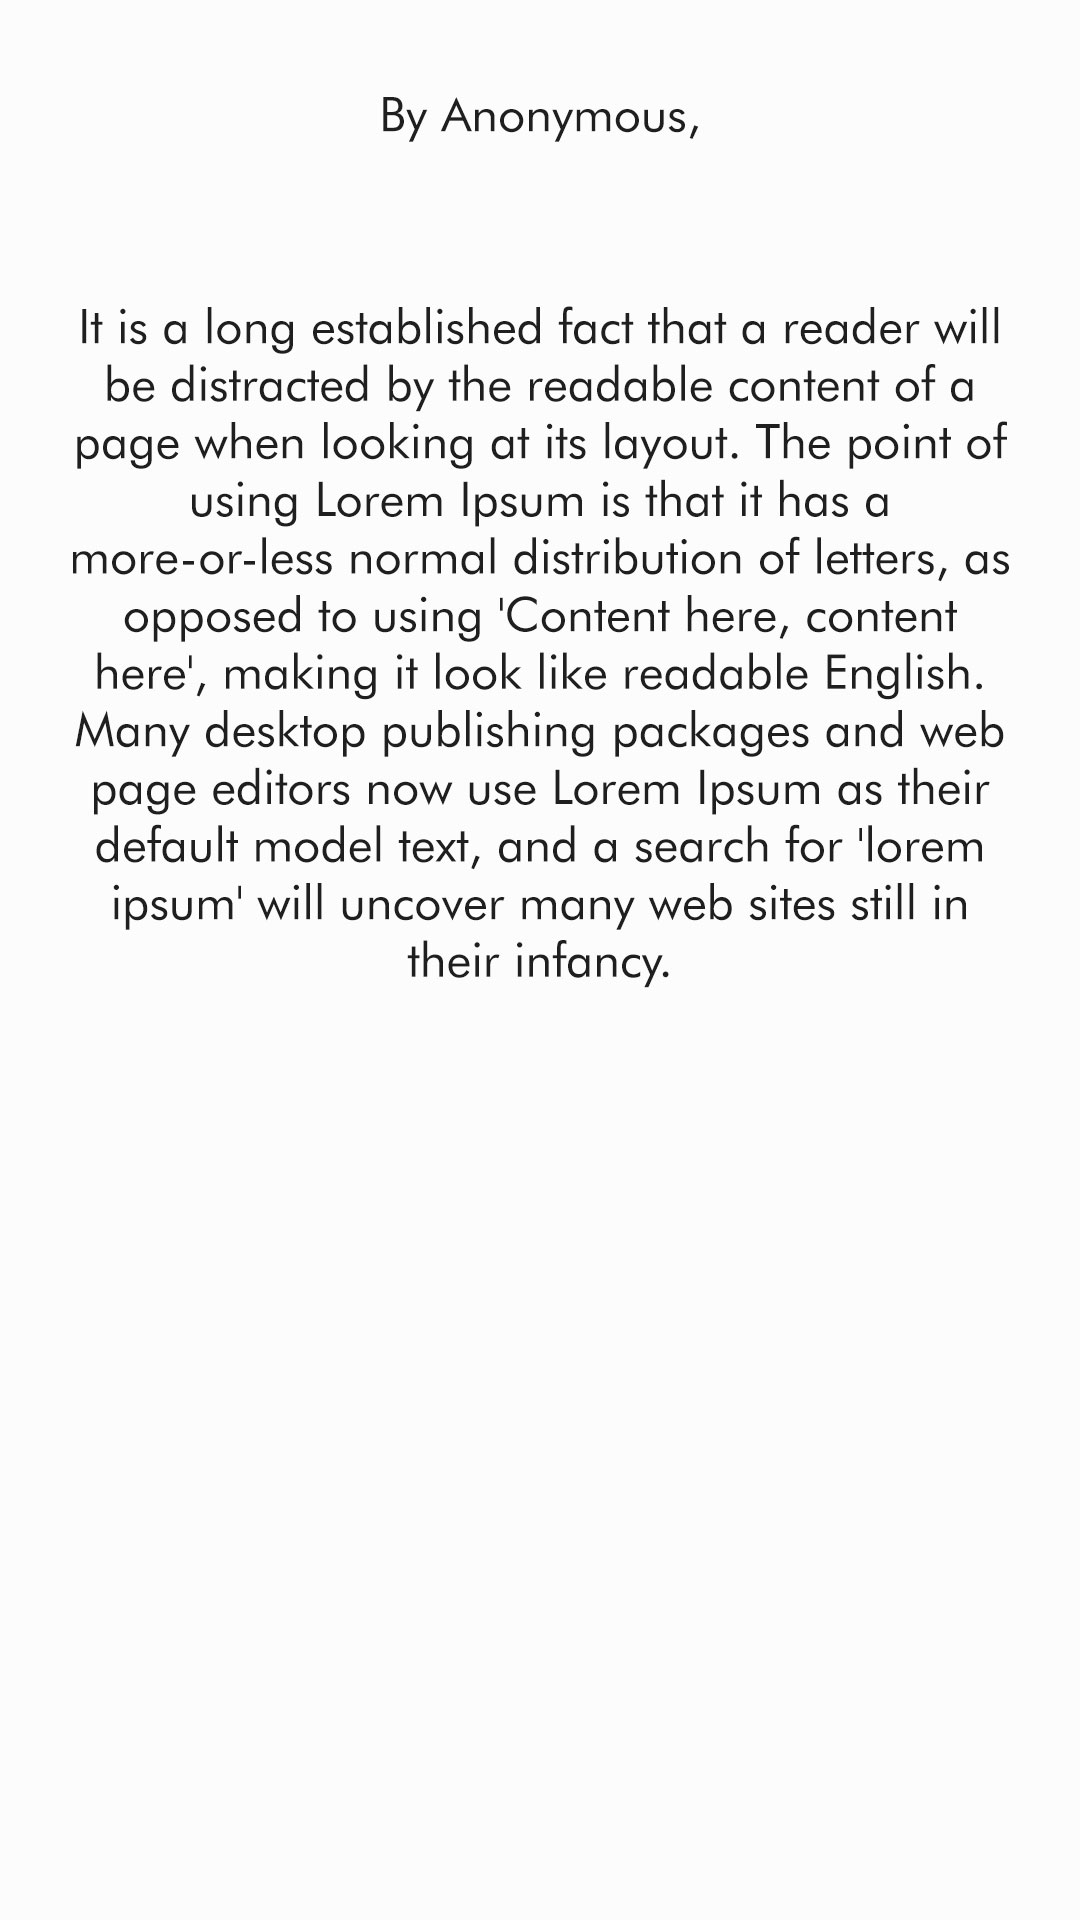 By Anonymous,
It is a long established fact that a reader will
be distracted by the readable content of a
page when looking at its layout. The point of
using Lorem Ipsum is that it has a
more-or-less normal distribution of letters, as
opposed to using 'Content here, content
here', making it look like readable English.
Many desktop publishing packages and web
page editors now use Lorem Ipsum as their
default model text, and a search for 'lorem
ipsum' will uncover many web sites still in
their infancy.